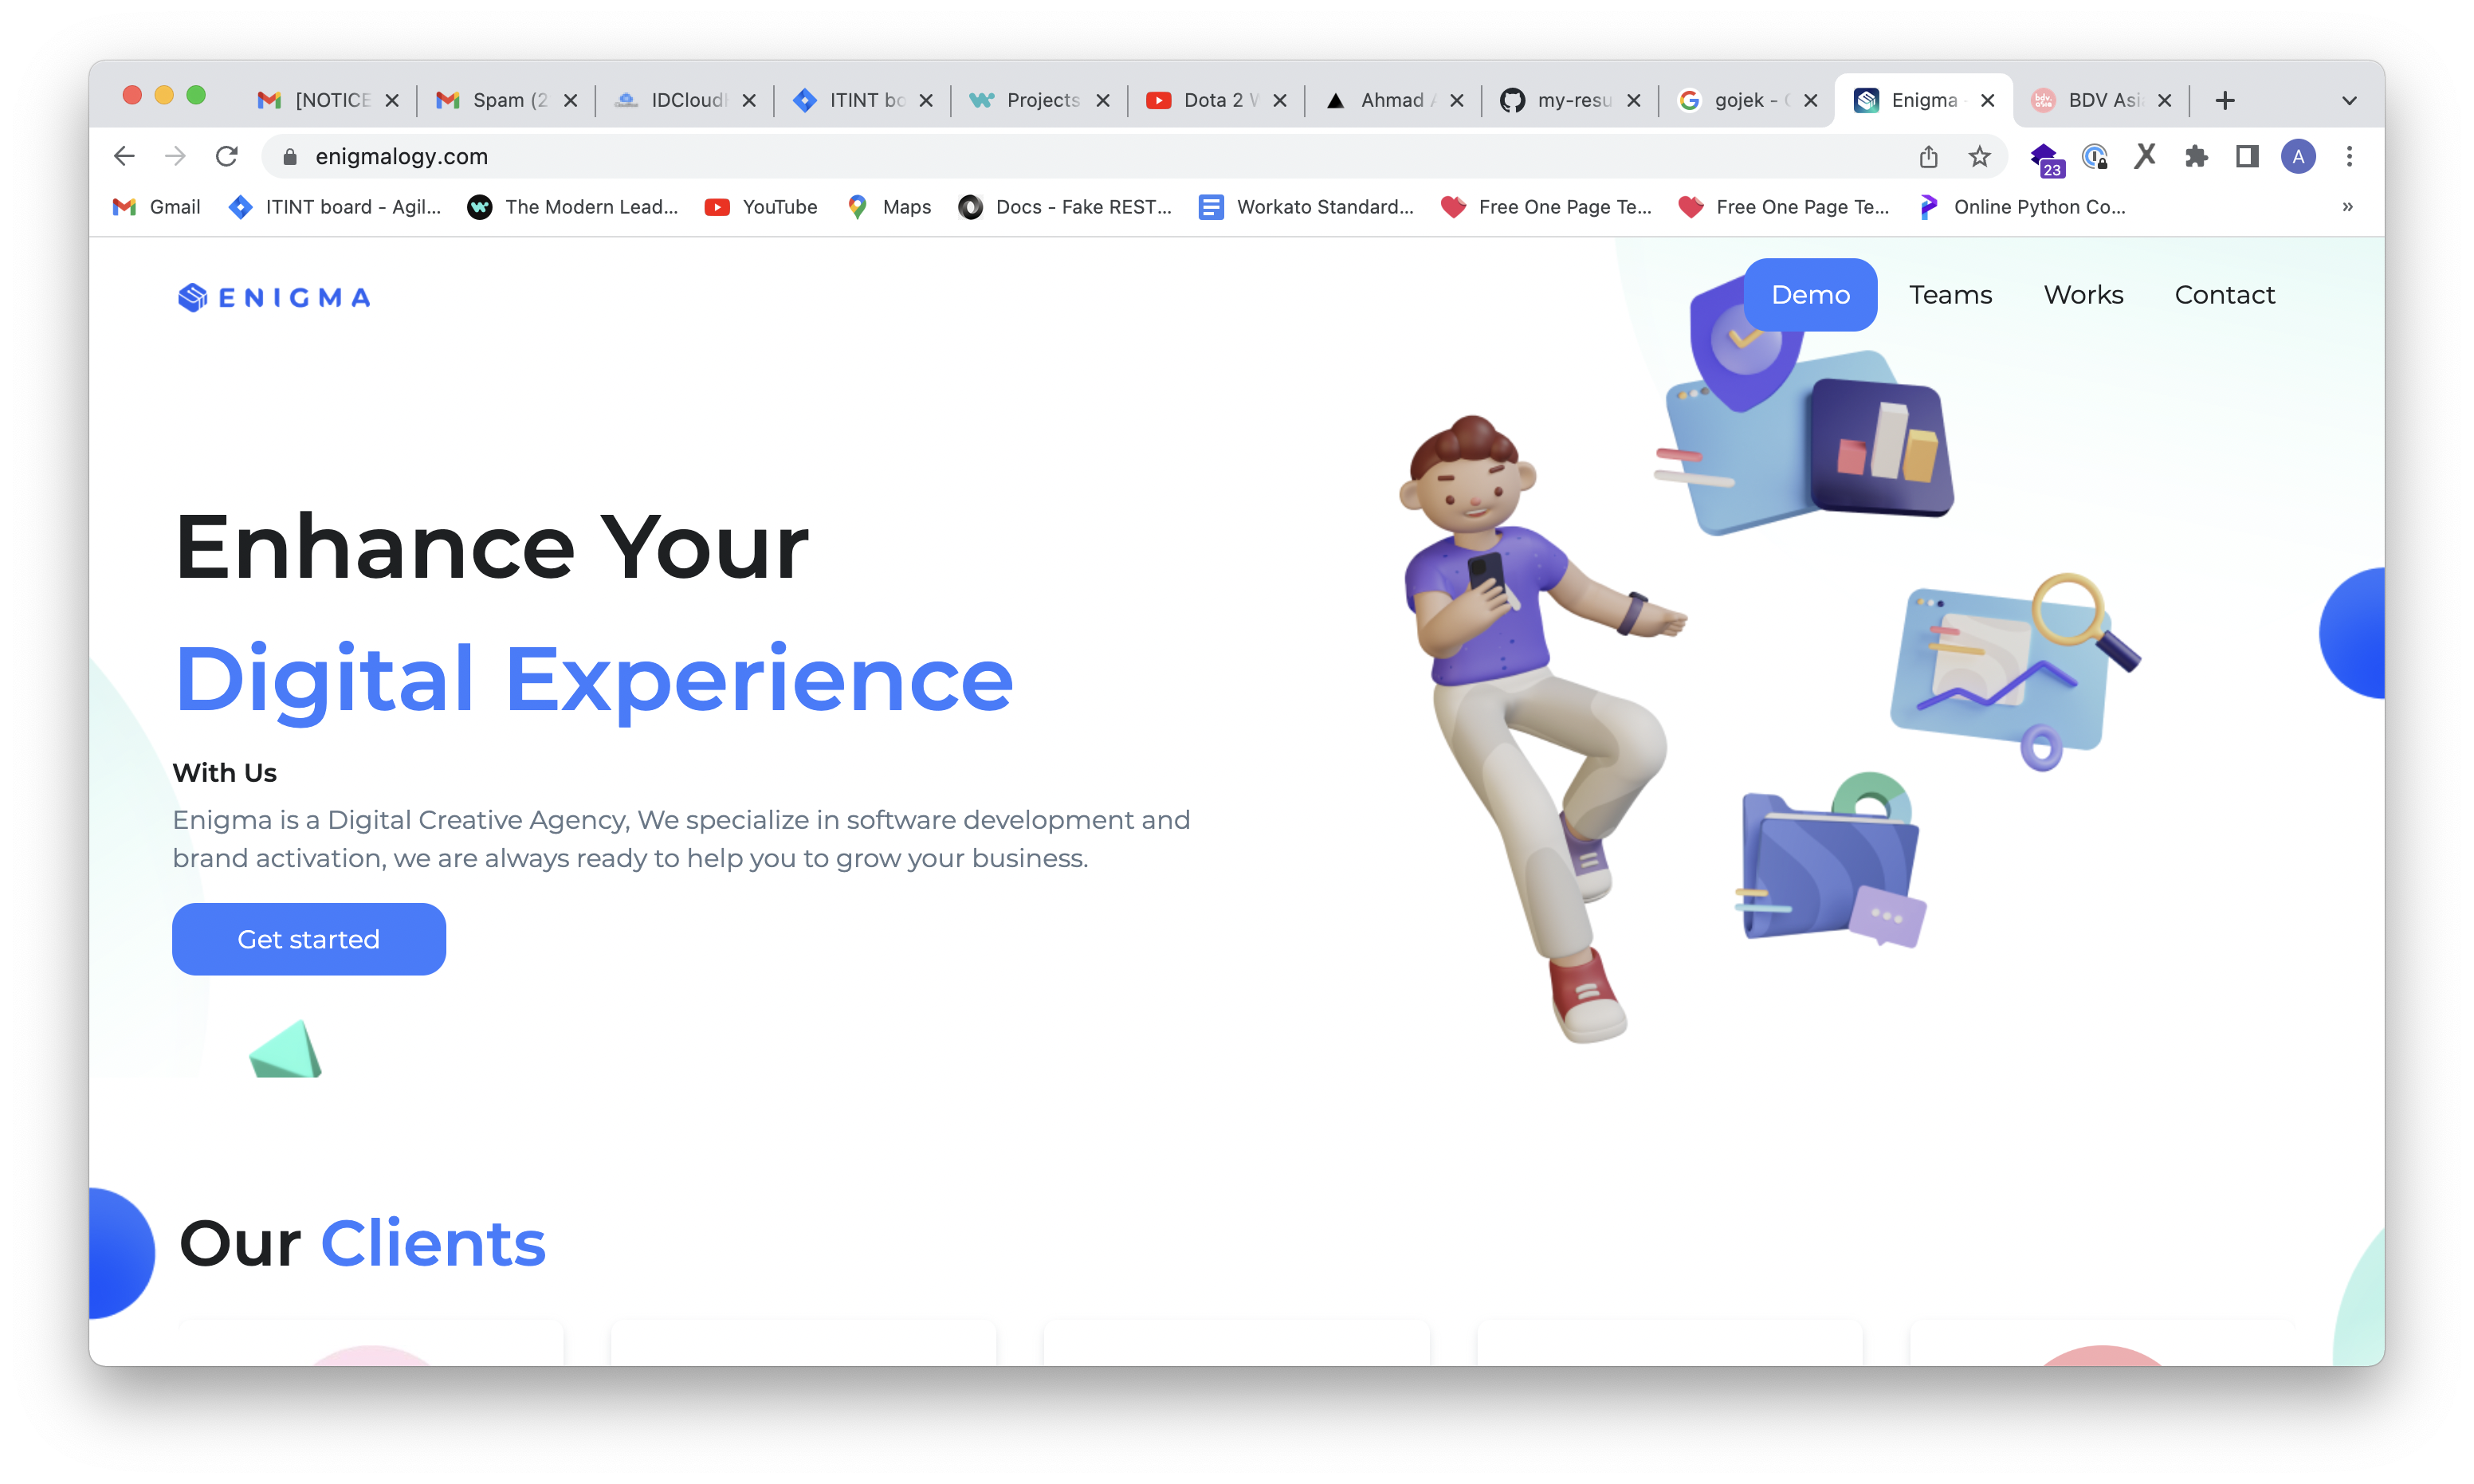 [NOTICE
Spam (2
IDCloud
ITINT bo
Projects
Dota 2
Ahmad
my-resu
gojek -
Enigma
BDV Asi
enigmalogy.com
23
A
Gmail
ITINT board - Agil...
The Modern Lead...
YouTube
Maps
Docs - Fake REST...
Workato Standard...
Free One Page Te...
Free One Page Te...
Online Python Co...
»
ENIGMA
Demo
Teams
Works
Contact
Enhance Your
Digital Experience
With Us
Enigma is a Digital Creative Agency, We specialize in software development and
brand activation, we are always ready to help you to grow your business.
Get started
Our Clients